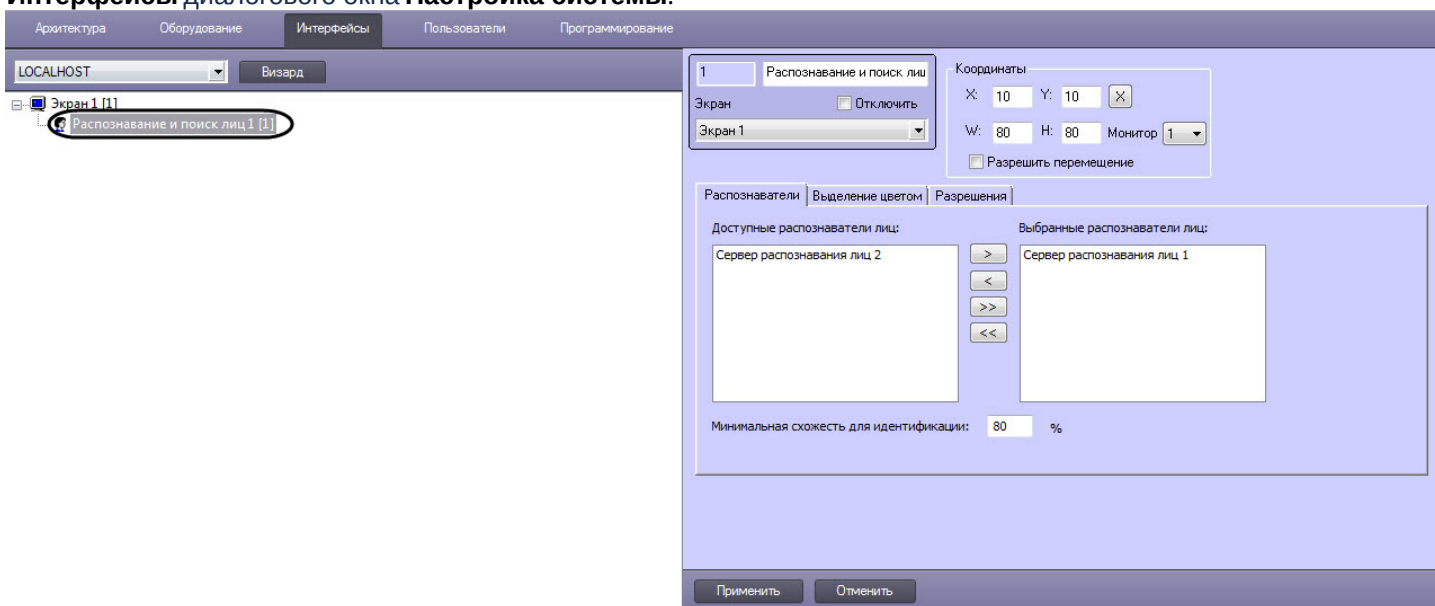 Интерфейсы диалогового окна Настройка системы.
Архитектура Оборудование Интерфейсы Пользователи Программирование
LOCALHOST Визард
Экран 1 [1]
Распознавание и поиск лиц 1 [1]
1 Распознавание и поиск лиц
Экран Отключить
Экран 1
Координаты
X: 10 Y: 10 X
W: 80 H: 80 Монитор 1
Разрешить перемещение
Распознаватели Выделение цветом Разрешения
Доступные распознаватели лиц: Выбранные распознаватели лиц:
Сервер распознавания лиц 2 > Сервер распознавания лиц 1
<
>>
<<
Минимальная схожесть для идентификации: 80 %
Применить Отменить